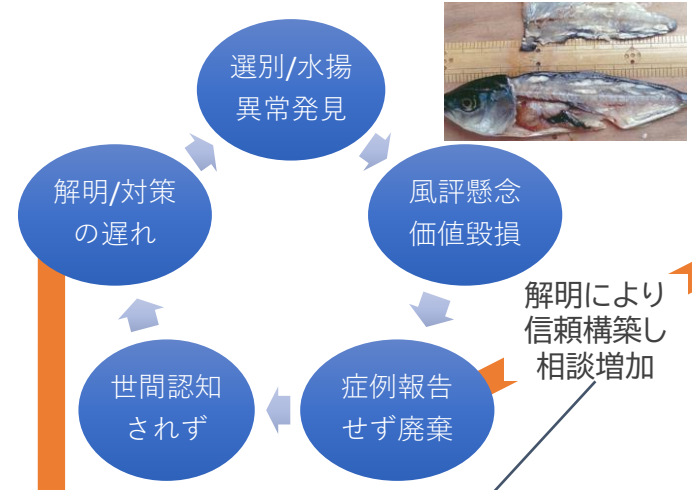 選別/水揚
異常発見
風評懸念
価値毀損
症例報告
せず廃棄
世間認知
されず
解明/対策
の遅れ
解明により
信頼構築し
相談増加